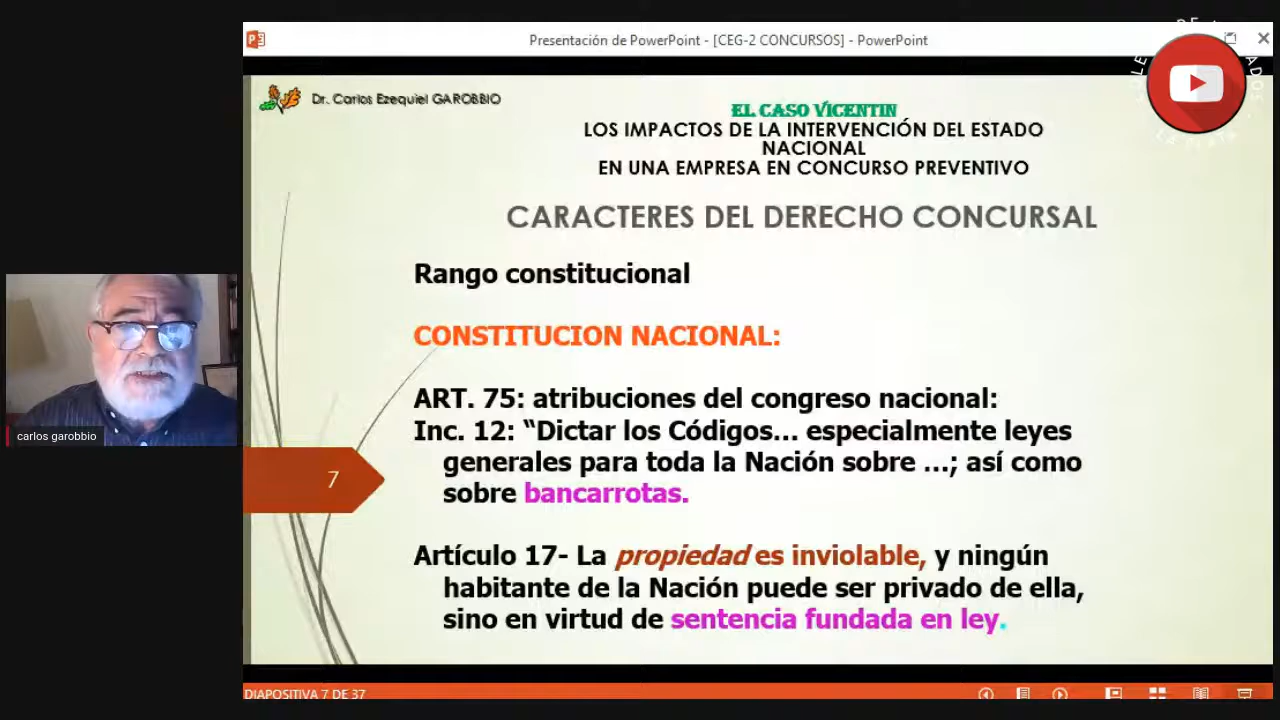 Presentación de PowerPoint - [CEG-2 CONCURSOS] - PowerPoint
Dr. Carlos Ezequiel GAROBBIO
EL CASO VICENTIN
LOS IMPACTOS DE LA INTERVENCIÓN DEL ESTADO
NACIONAL
EN UNA EMPRESA EN CONCURSO PREVENTIVO
CARACTERES DEL DERECHO CONCURSAL
Rango constitucional
CONSTITUCION NACIONAL:
ART. 75: atribuciones del congreso nacional:
Inc. 12: “Dictar los Códigos... especialmente leyes
generales para toda la Nación sobre ...; así como
sobre bancarrotas.
Artículo 17- La propiedad es inviolable, y ningún
habitante de la Nación puede ser privado de ella,
sino en virtud de sentencia fundada en ley.
7
carlos garobbio
DIAPOSITIVA 7 DE 37